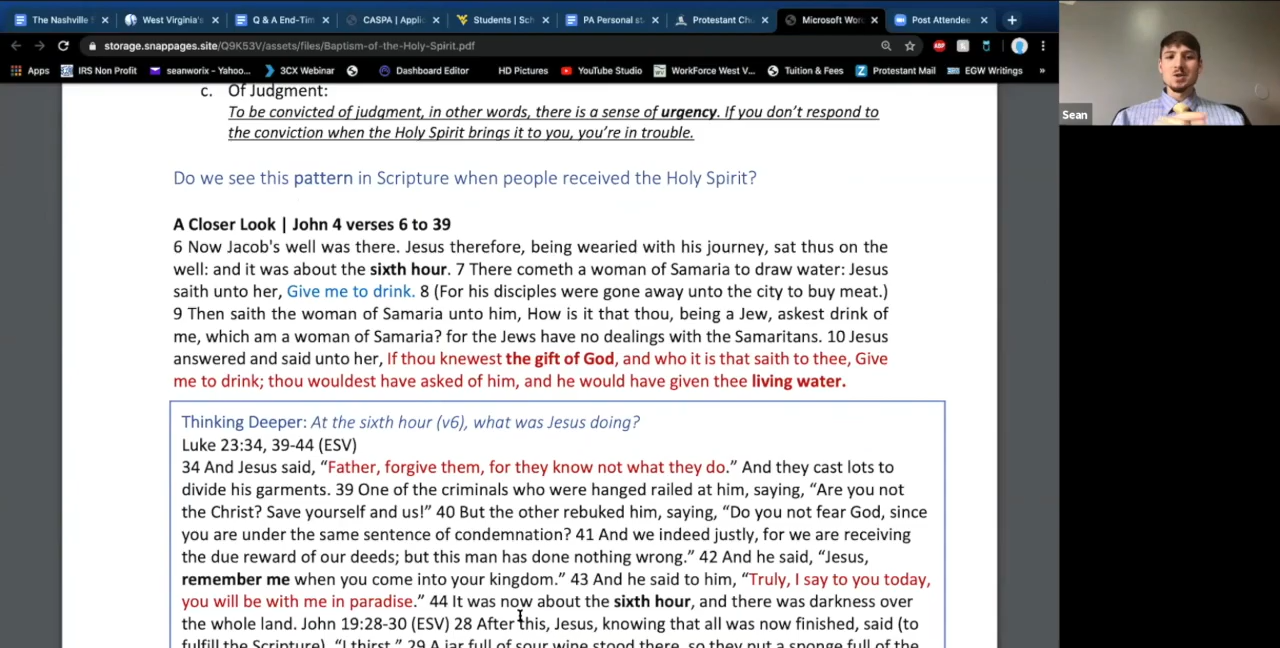 The Nashville S
West Virginia's
Q & A End-Tim
CASPA | Applic
Students | Sch
PA Personal st
Protestant Ch
Microsoft Wor
Post Attendee
storage.snappages.site/Q9K53V/assets/files/Baptism-of-the-Holy-Spirit.pdf
Apps
IRS Non Profit
seanworix - Yahoo...
3CX Webinar
Dashboard Editor
HD Pictures
YouTube Studio
WorkForce West V...
Tuition & Fees
Protestant Mail
EGW Writings
»
Sean
c. Of Judgment:
To be convicted of judgment, in other words, there is a sense of urgency. If you don't respond to
the conviction when the Holy Spirit brings it to you, you're in trouble.
Do we see this pattern in Scripture when people received the Holy Spirit?
A Closer Look | John 4 verses 6 to 39
6 Now Jacob's well was there. Jesus therefore, being wearied with his journey, sat thus on the
well: and it was about the sixth hour. 7 There cometh a woman of Samaria to draw water: Jesus
saith unto her, Give me to drink. 8 (For his disciples were gone away unto the city to buy meat.)
9 Then saith the woman of Samaria unto him, How is it that thou, being a Jew, askest drink of
me, which am a woman of Samaria? for the Jews have no dealings with the Samaritans. 10 Jesus
answered and said unto her, If thou knewest the gift of God, and who it is that saith to thee, Give
me to drink; thou wouldest have asked of him, and he would have given thee living water.
Thinking Deeper: At the sixth hour (v6), what was Jesus doing?
Luke 23:34, 39-44 (ESV)
34 And Jesus said, “Father, forgive them, for they know not what they do.” And they cast lots to
divide his garments. 39 One of the criminals who were hanged railed at him, saying, “Are you not
the Christ? Save yourself and us!” 40 But the other rebuked him, saying, “Do you not fear God, since
you are under the same sentence of condemnation? 41 And we indeed justly, for we are receiving
the due reward of our deeds; but this man has done nothing wrong.” 42 And he said, “Jesus,
remember me when you come into your kingdom.” 43 And he said to him, “Truly, I say to you today,
you will be with me in paradise.” 44 It was now about the sixth hour, and there was darkness over
the whole land. John 19:28-30 (ESV) 28 After this, Jesus, knowing that all was now finished, said (to
fulfill the Scripture), “I thirst.” 29 A jar full of sour wine stood there, so they put a sponge full of the